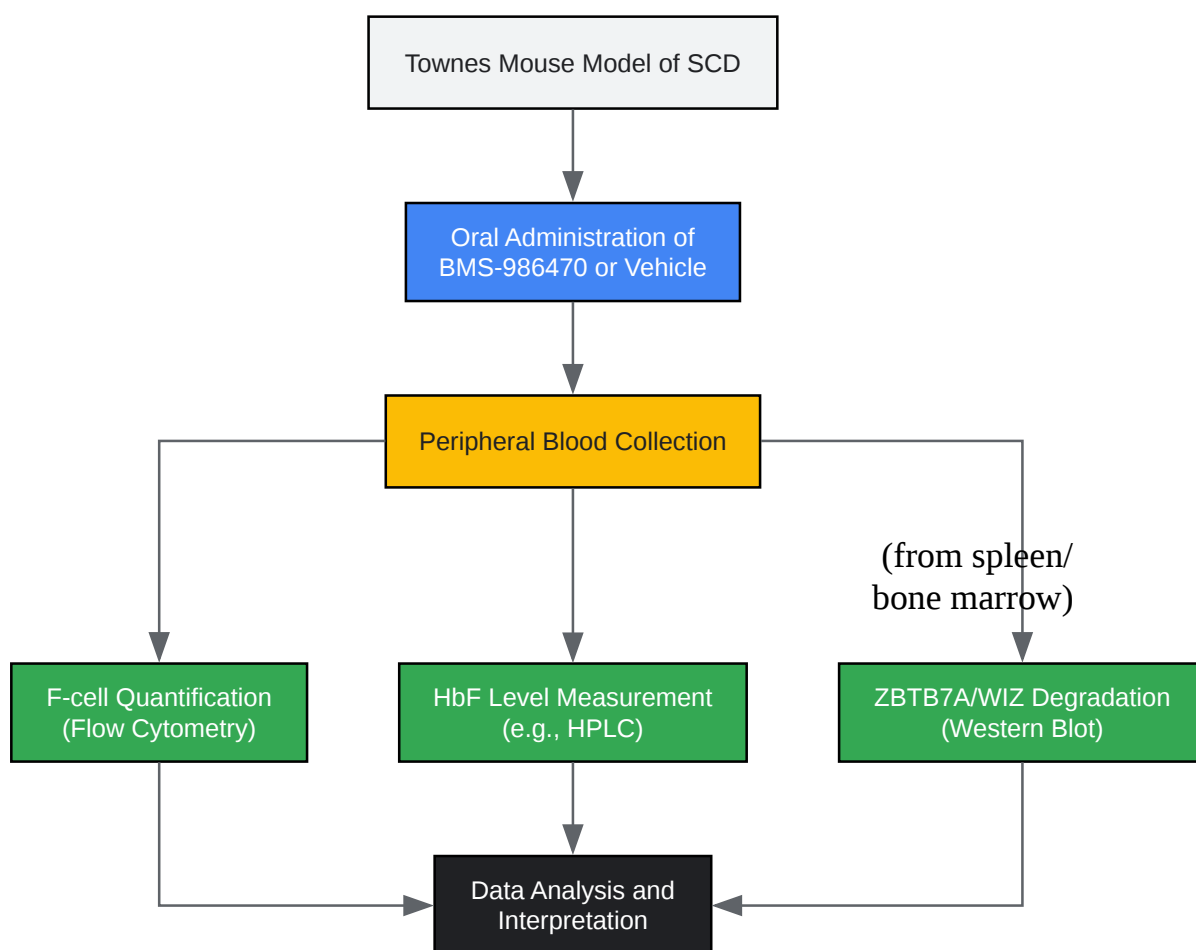 Townes Mouse Model of SCD
Oral Administration of
BMS-986470 or Vehicle
Peripheral Blood Collection
(from spleen/
bone marrow)
F-cell Quantification
(Flow Cytometry)
HbF Level Measurement
(e.g., HPLC)
ZBTB7A/WIZ Degradation
(Western Blot)
Data Analysis and
Interpretation